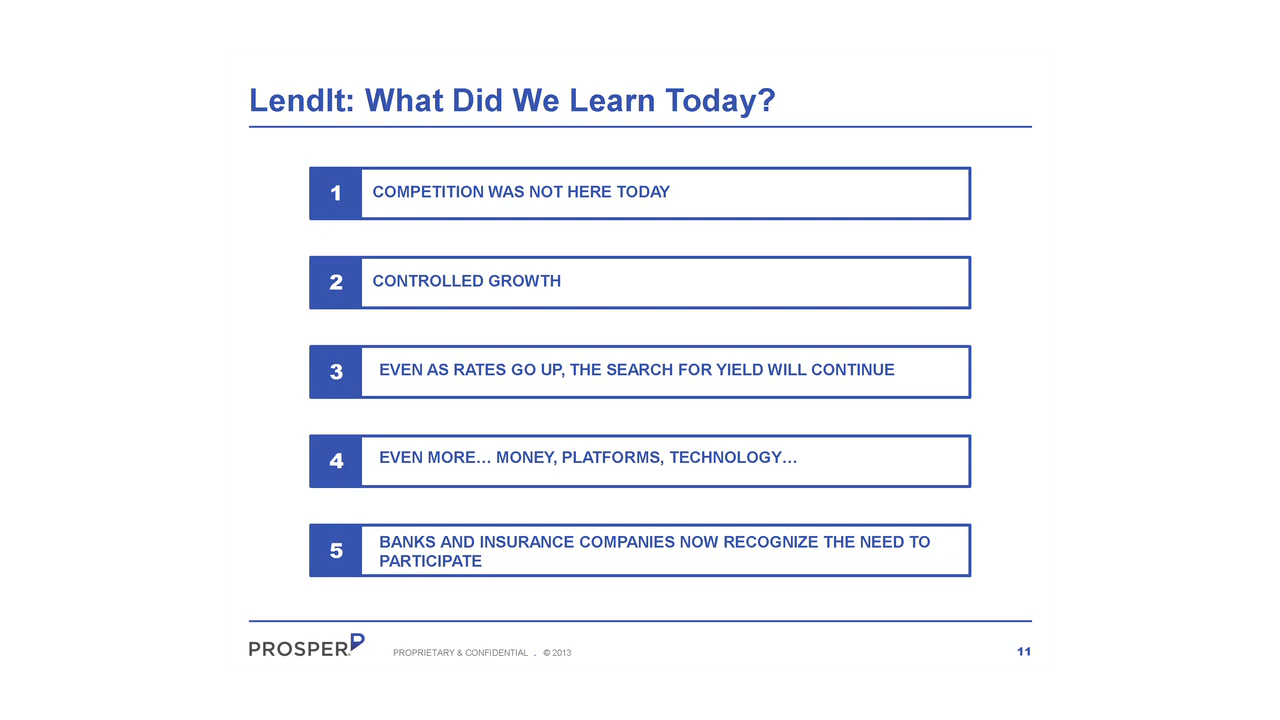 LendIt: What Did We Learn Today?
1
COMPETITION WAS NOT HERE TODAY
2
CONTROLLED GROWTH
3
EVEN AS RATES GO UP, THE SEARCH FOR YIELD WILL CONTINUE
4
EVEN MORE… MONEY, PLATFORMS, TECHNOLOGY…
5
BANKS AND INSURANCE COMPANIES NOW RECOGNIZE THE NEED TO
PARTICIPATE
PROSPER
PROPRIETARY & CONFIDENTIAL . © 2013
11